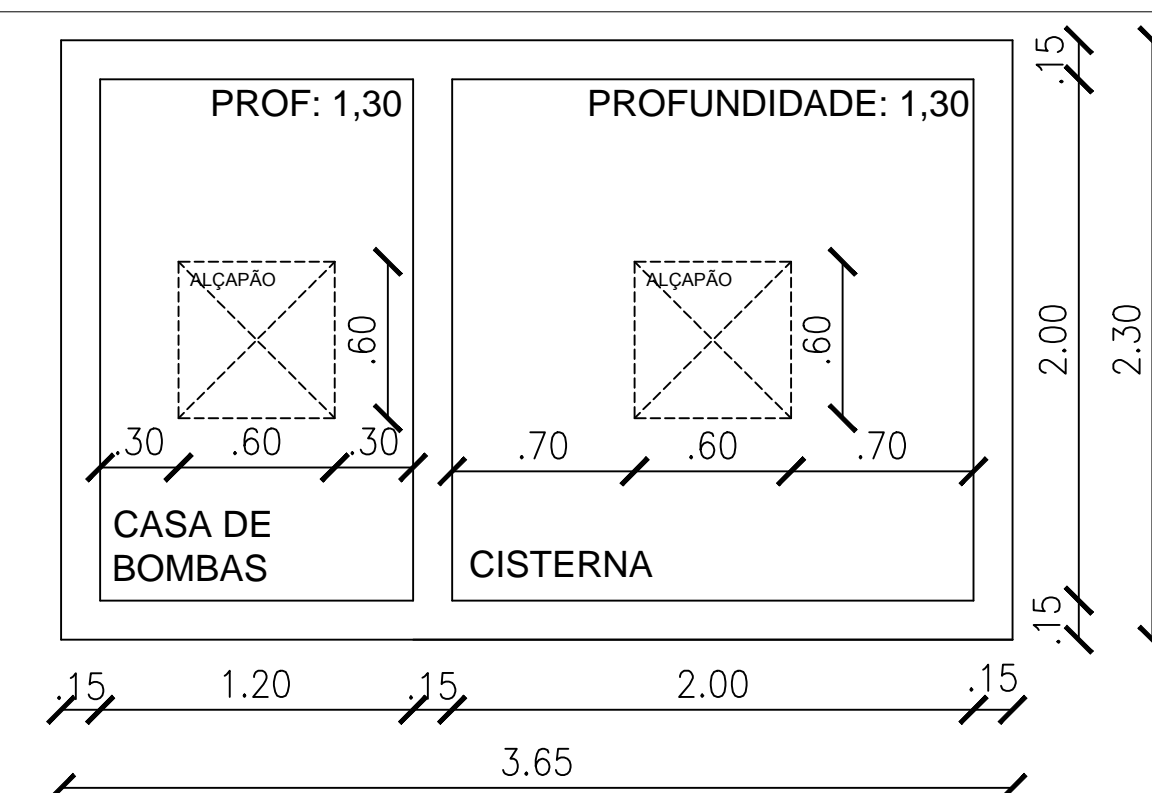 PROF: 1,30
PROFUNDIDADE: 1,30
.15
ALÇAPÃO
.60
ALÇAPÃO
.60
2.00
2.30
.30 .60 .30
.70 .60 .70
CASA DE
BOMBAS
CISTERNA
.15
.15 1.20 .15 2.00 .15
3.65